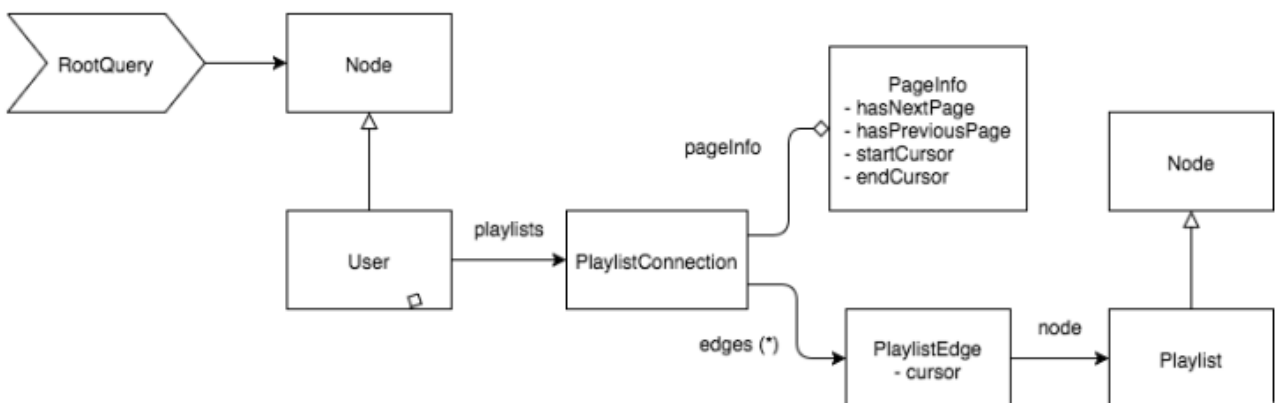 RootQuery
Node
PageInfo
- hasNextPage
- hasPreviousPage
- startCursor
- endCursor
pageInfo
Node
User
playlists
PlaylistConnection
edges (*)
PlaylistEdge
- cursor
node
Playlist